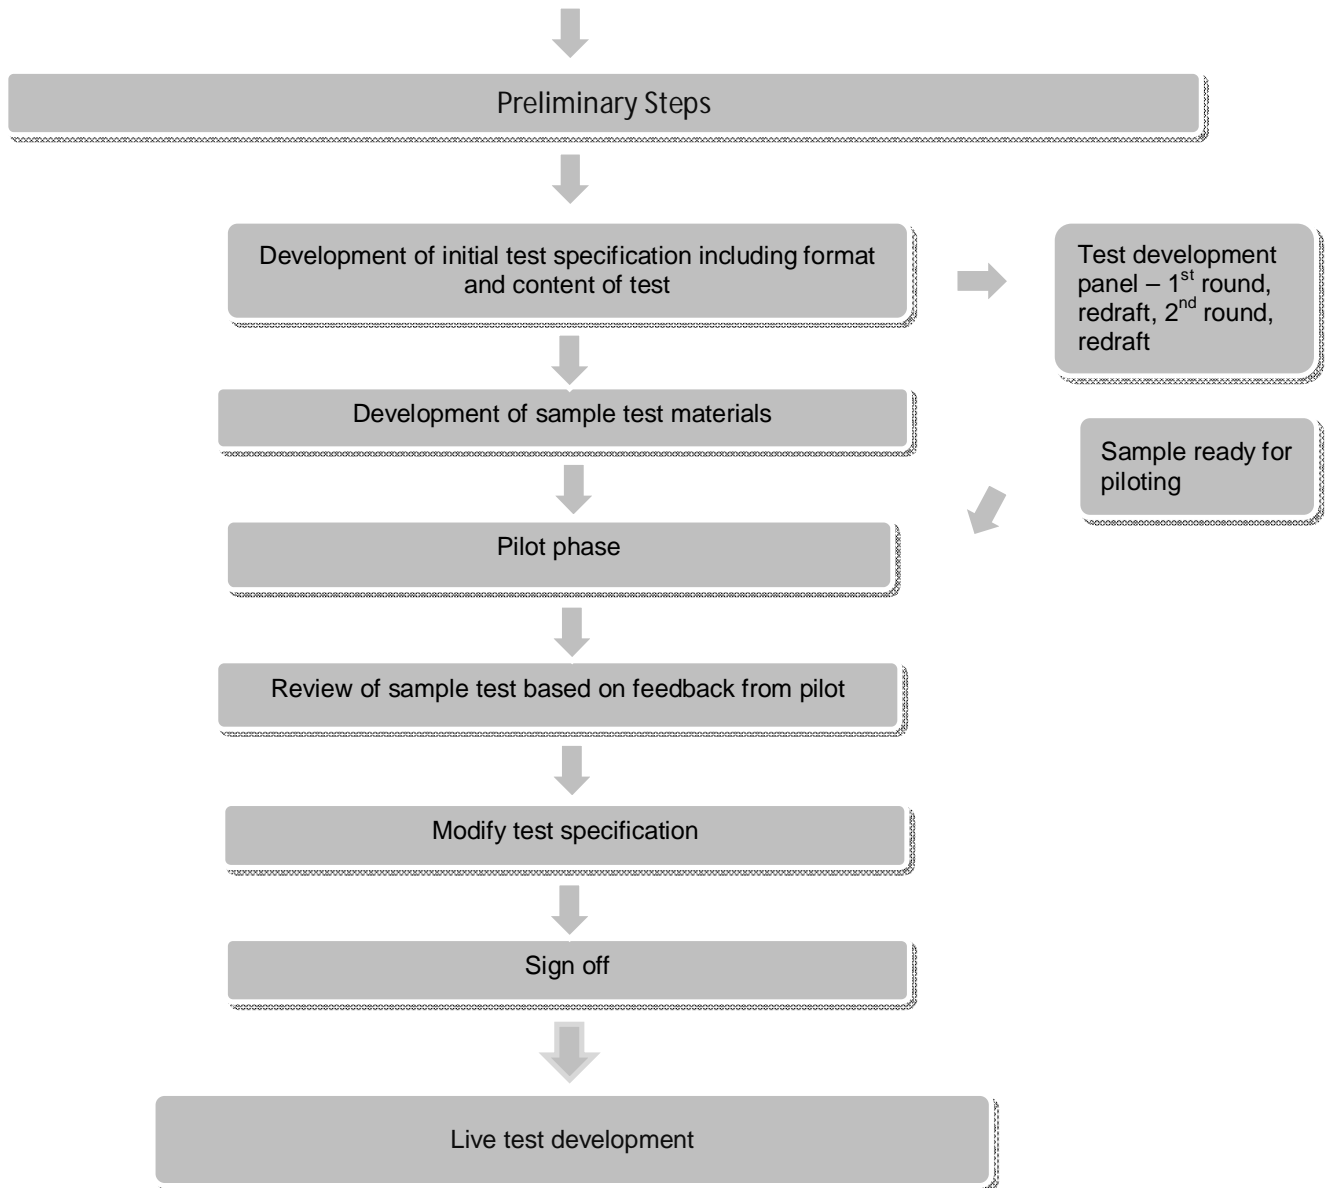 Preliminary Steps
Development of initial test specification including format
and content of test
Test development
panel – 1st round,
redraft, 2nd round,
redraft
Development of sample test materials
Sample ready for
piloting
Pilot phase
Review of sample test based on feedback from pilot
Modify test specification
Sign off
Live test development